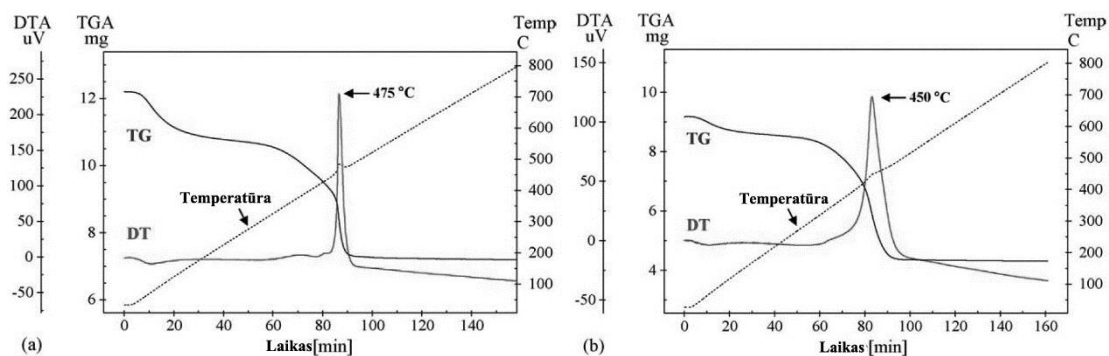 DTA TGA Temp
uV mg C
250 12 800
200 700
150 10 600
100 500
50 8 400
0 300
-50 6 200
100
475 °C
TG
Temperatūra
DT
0 20 40 60 80 100 120 140
(a) Laikas[min]
DTA TGA Temp
uV mg C
150 10 800
100 8 700
50 6 600
0 4 500
-50 400
300
200
100
450 °C
TG
Temperatūra
DT
0 20 40 60 80 100 120 140 160
(b) Laikas[min]